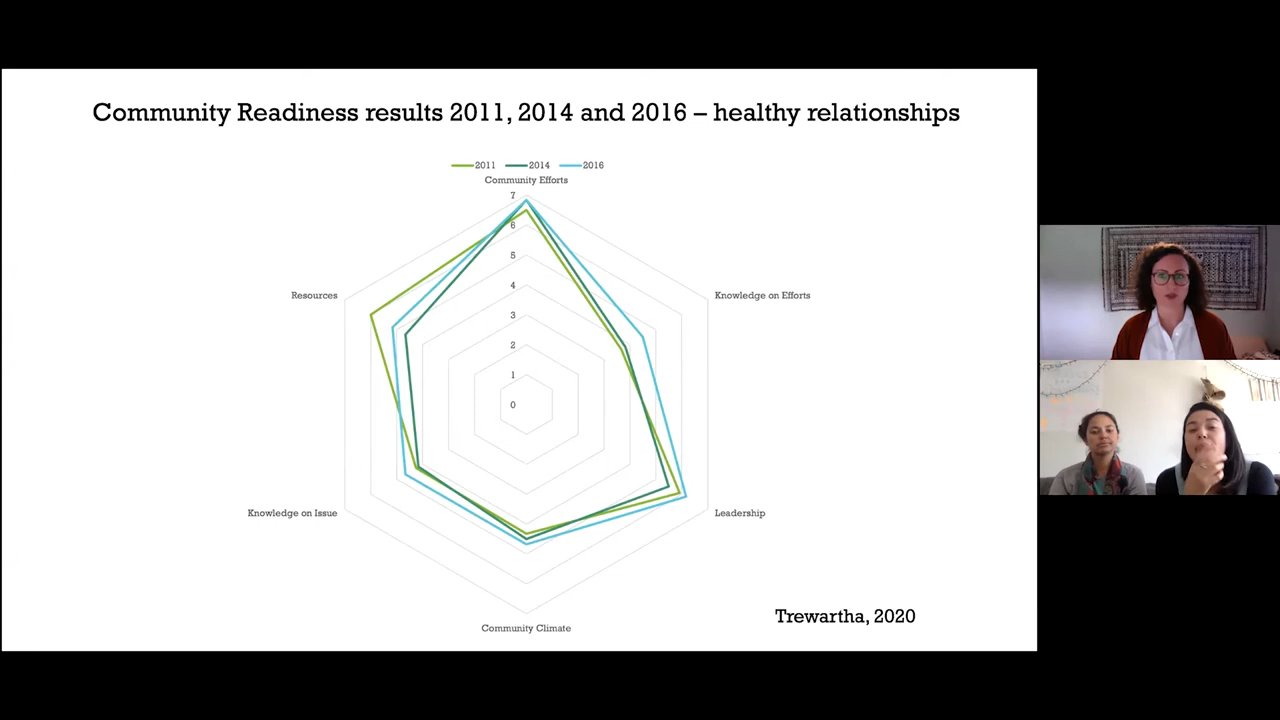 Community Readiness results 2011, 2014 and 2016 – healthy relationships
2011 2014 2016
Community Efforts
7
6
5
4
3
2
1
0
Resources
Knowledge on Efforts
Knowledge on Issue
Leadership
Community Climate
Trewartha, 2020